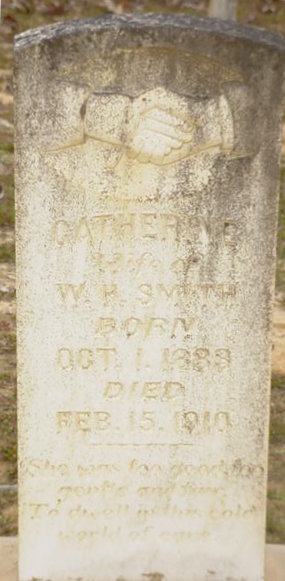 CATHERINE
Wife of
W. H. SMITH
BORN
OCT. 1. 1883
DIED
FEB. 15. 1910
She was too good, too
gentle and fair,
To dwell in this cold
world of care.